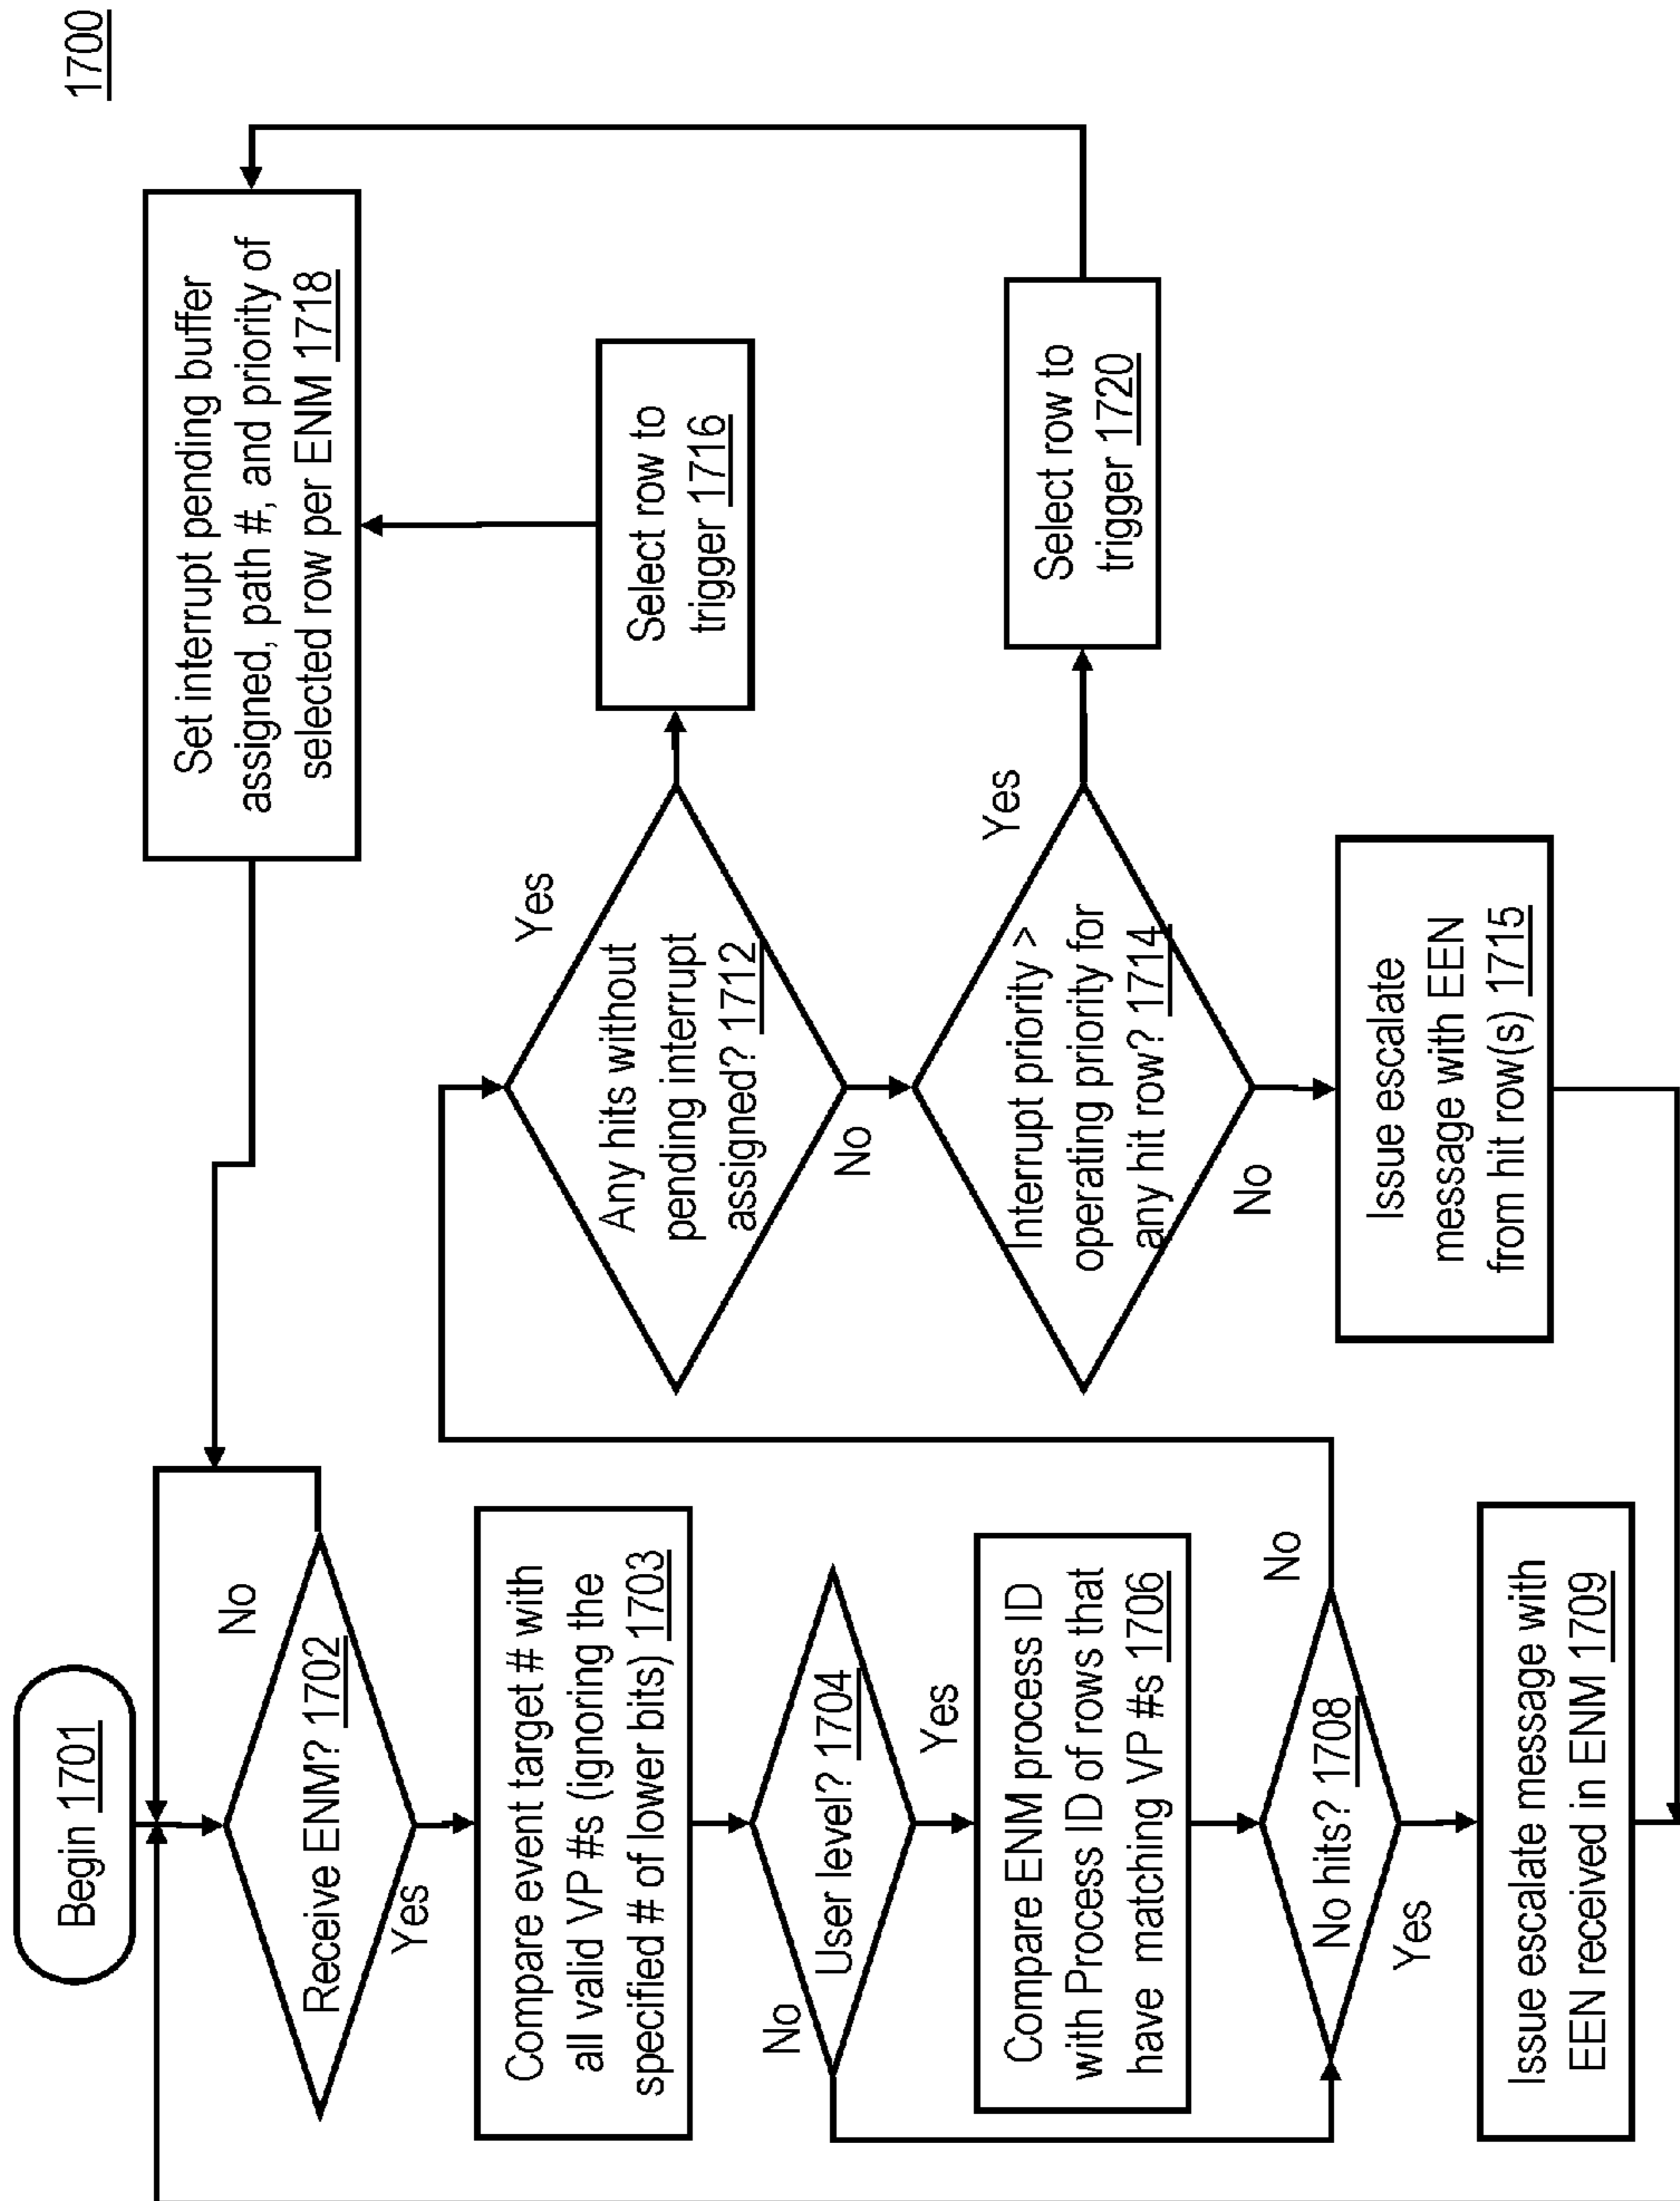 1700
Begin 1701
Receive ENM? 1702
No
Yes
Compare event target # with
all valid VP #s (ignoring the
specified # of lower bits) 1703
User level? 1704
No
Yes
Compare ENM process ID
with Process ID of rows that
have matching VP #s 1706
No hits? 1708
No
Yes
Issue escalate message with
EEN received in ENM 1709
Any hits without
pending interrupt
assigned? 1712
Yes
No
Interrupt priority >
operating priority for
any hit row? 1714
Yes
No
Issue escalate
message with EEN
from hit row(s) 1715
Select row to
trigger 1716
Set interrupt pending buffer
assigned, path #, and priority of
selected row per ENM 1718
Select row to
trigger 1720